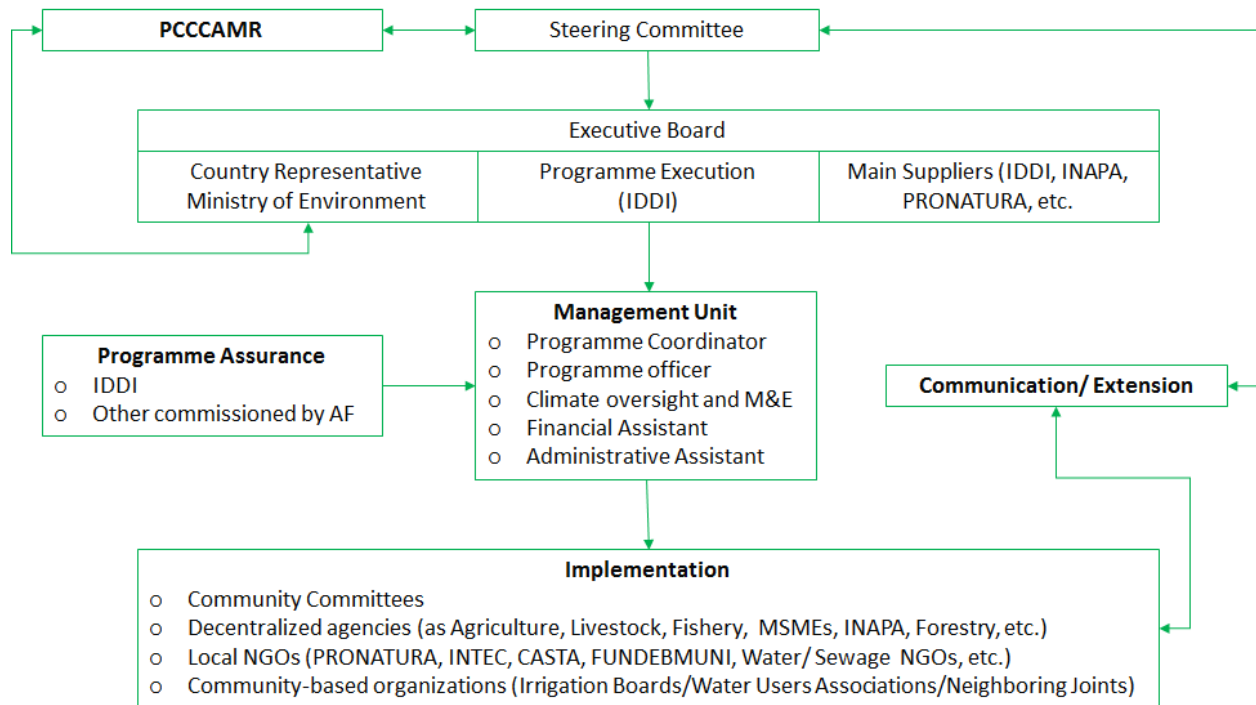 PCCCAMR
Steering Committee
Executive Board
Country Representative
Ministry of Environment
Programme Execution
(IDDI)
Main Suppliers (IDDI, INAPA,
PRONATURA, etc.
Management Unit
o Programme Coordinator
o Programme officer
o Climate oversight and M&E
o Financial Assistant
o Administrative Assistant
Programme Assurance
o IDDI
o Other commissioned by AF
Communication/ Extension
Implementation
o Community Committees
o Decentralized agencies (as Agriculture, Livestock, Fishery, MSMEs, INAPA, Forestry, etc.)
o Local NGOs (PRONATURA, INTEC, CASTA, FUNDEBMUNI, Water/ Sewage NGOs, etc.)
o Community-based organizations (Irrigation Boards/Water Users Associations/Neighboring Joints)